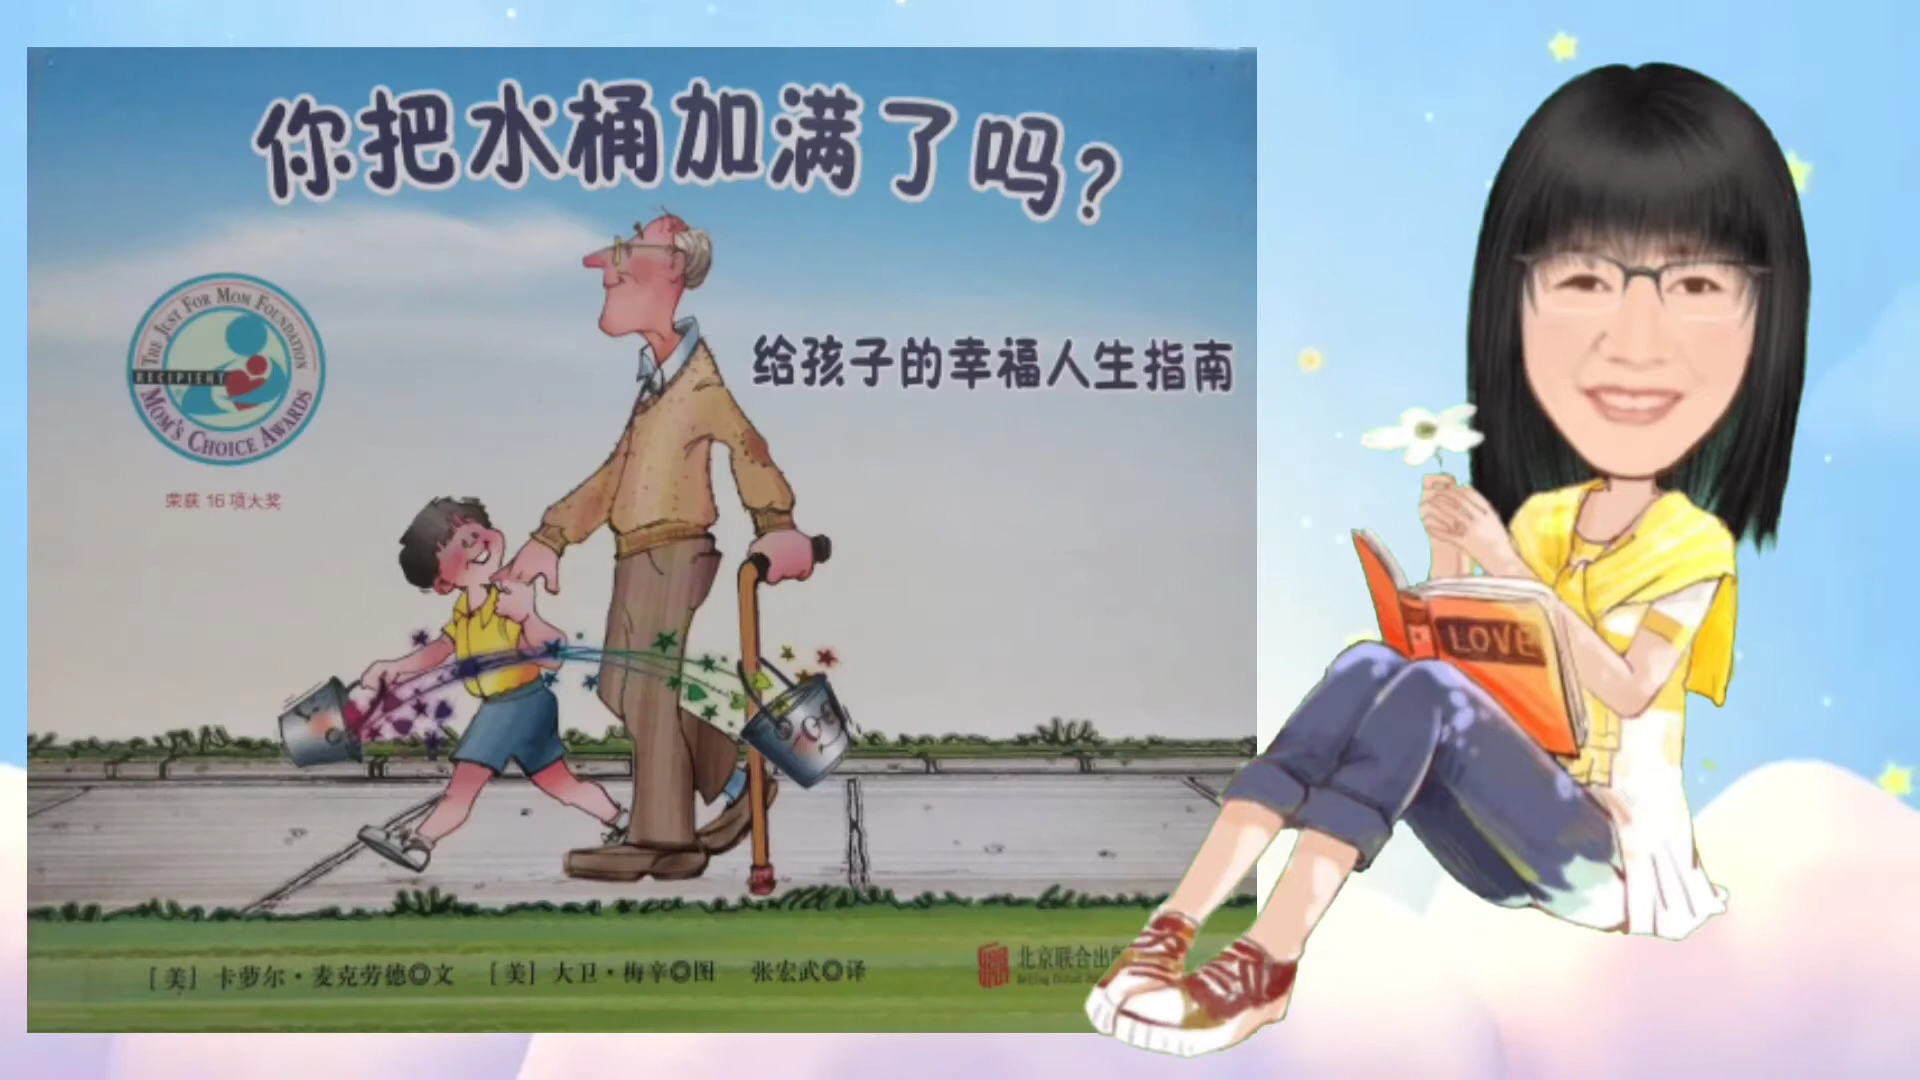 你把水桶加满了吗?
给孩子的幸福人生指南
THE JUST FOR MOM FOUNDATION
RECIPIENT
MOM'S CHOICE AWARDS
荣获 16 项大奖
LOVE
[美] 卡萝尔·麦克劳德◎文 [美] 大卫·梅辛◎图 张宏武◎译
北京联合出版